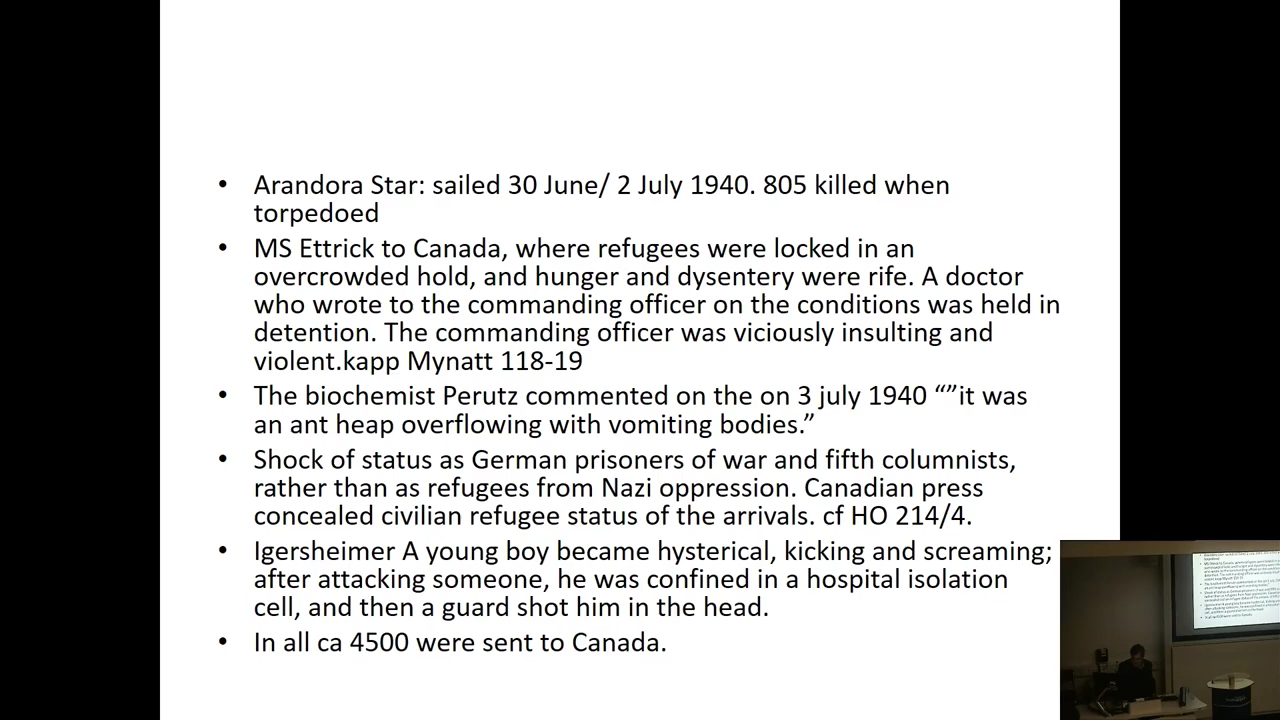 • Arandora Star: sailed 30 June/ 2 July 1940. 805 killed when
torpedoed
• MS Ettrick to Canada, where refugees were locked in an
overcrowded hold, and hunger and dysentery were rife. A doctor
who wrote to the commanding officer on the conditions was held in
detention. The commanding officer was viciously insulting and
violent.kapp Mynatt 118-19
• The biochemist Perutz commented on the on 3 july 1940 “”it was
an ant heap overflowing with vomiting bodies.”
• Shock of status as German prisoners of war and fifth columnists,
rather than as refugees from Nazi oppression. Canadian press
concealed civilian refugee status of the arrivals. cf HO 214/4.
• Igersheimer A young boy became hysterical, kicking and screaming;
after attacking someone, he was confined in a hospital isolation
cell, and then a guard shot him in the head.
• In all ca 4500 were sent to Canada.